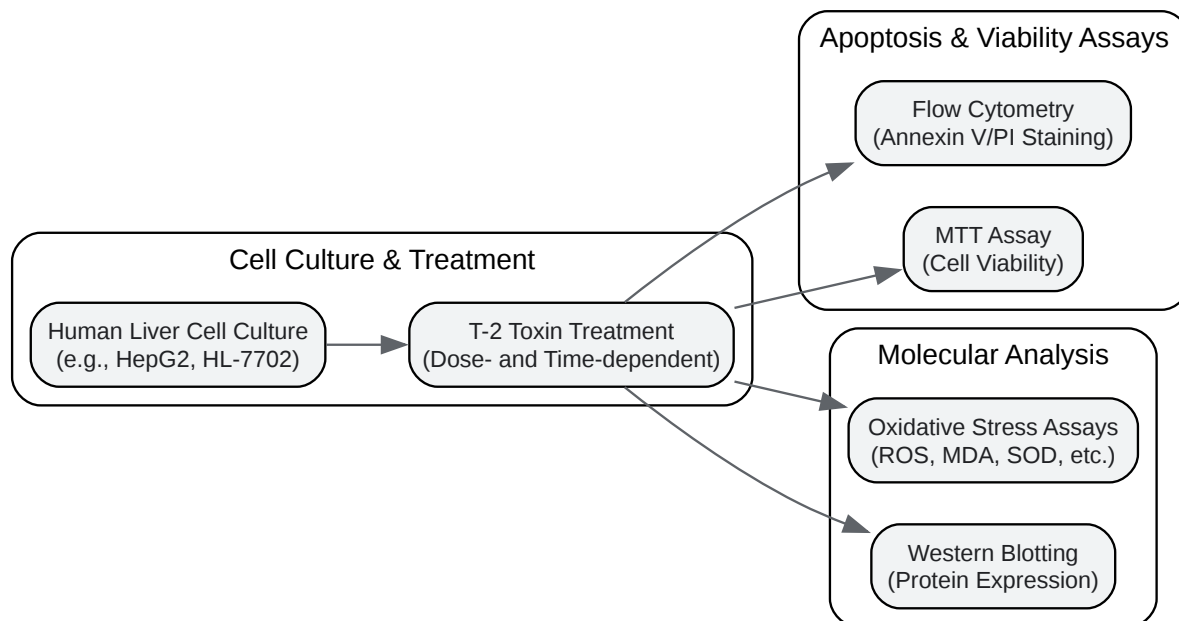 Cell Culture & Treatment
Human Liver Cell Culture
(e.g., HepG2, HL-7702)
T-2 Toxin Treatment
(Dose- and Time-dependent)
Apoptosis & Viability Assays
Flow Cytometry
(Annexin V/PI Staining)
MTT Assay
(Cell Viability)
Molecular Analysis
Oxidative Stress Assays
(ROS, MDA, SOD, etc.)
Western Blotting
(Protein Expression)